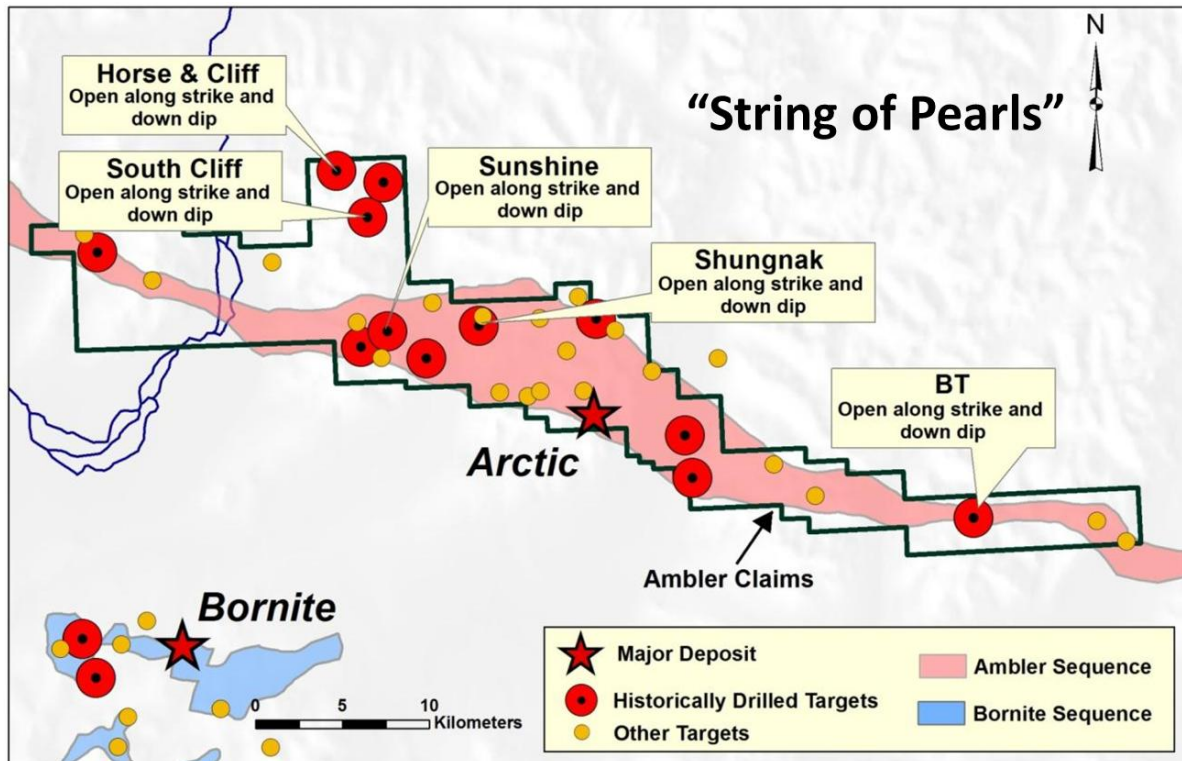 N
“String of Pearls”
Horse & Cliff
Open along strike and
down dip
South Cliff
Open along strike and
down dip
Sunshine
Open along strike and
down dip
Shungnak
Open along strike and
down dip
BT
Open along strike and
down dip
Arctic
Ambler Claims
Bornite
0 5 10
Kilometers
Major Deposit
Historically Drilled Targets
Other Targets
Ambler Sequence
Bornite Sequence